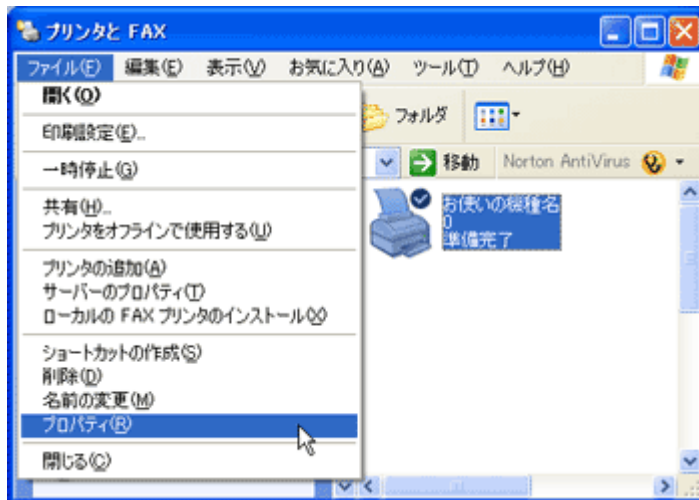 プリンタと FAX
ファイル(F) 編集(E) 表示(V) お気に入り(A) ツール(T) ヘルプ(H)
開く(O)
印刷設定(E)...
一時停止(G)
共有(H)...
プリンタをオフラインで使用する(U)
プリンタの追加(A)
サーバーのプロパティ(T)
ローカルの FAX プリンタのインストール(X)
ショートカットの作成(S)
削除(D)
名前の変更(M)
プロパティ(R)
閉じる(C)
フォルダ
移動 Norton AntiVirus
お使いの機種名
0
準備完了